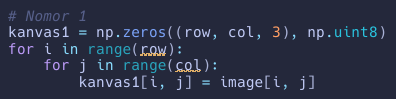 # Nomor 1
kanvas1 = np.zeros((row, col, 3), np.uint8)
for i in range(row):
    for j in range(col):
        kanvas1[i, j] = image[i, j]